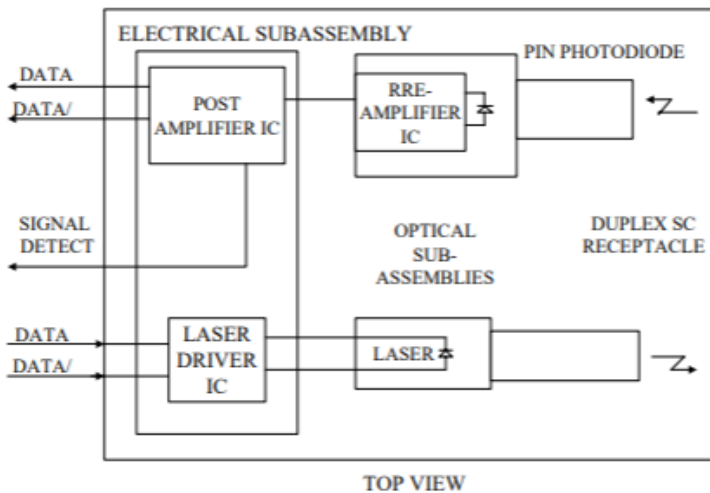 ELECTRICAL SUBASSEMBLY
DATA
DATA/
POST
AMPLIFIER IC
RRE-
AMPLIFIER
IC
PIN PHOTODIODE
SIGNAL
DETECT
OPTICAL
SUB-
ASSEMBLIES
DUPLEX SC
RECEPTACLE
DATA
DATA/
LASER
DRIVER
IC
LASER
TOP VIEW